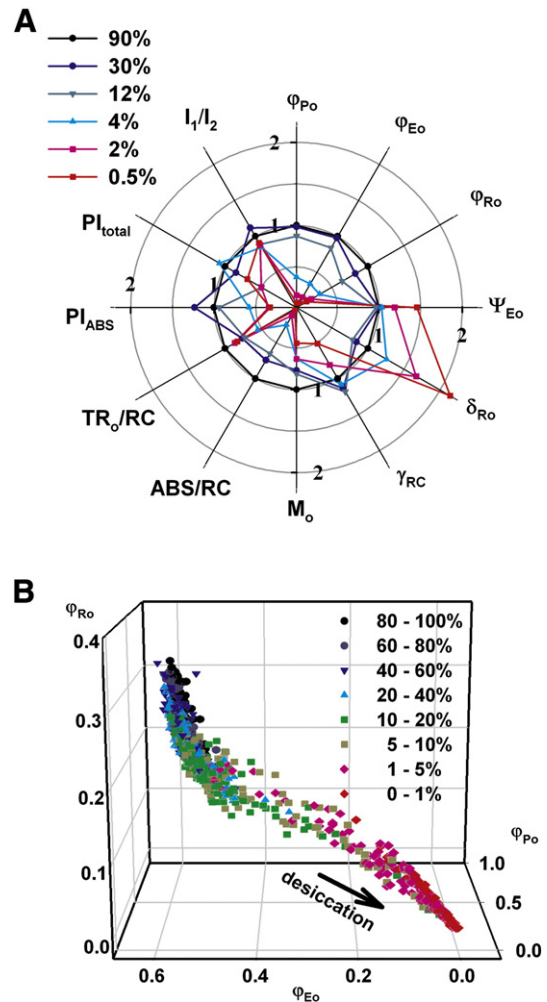 A
90%
30%
12%
4%
2%
0.5%
φPo
φEo
φRo
ΨEo
δRo
γRC
Mo
ABS/RC
TRo/RC
PIABS
PItotal
I1/I2
2
1
2
1
2
1
2
1
B
φRo
0.4
0.3
0.2
0.1
0.0
80 - 100%
60 - 80%
40 - 60%
20 - 40%
10 - 20%
5 - 10%
1 - 5%
0 - 1%
φPo
1.0
0.5
0.0
desiccation
0.6
0.4
0.2
0.0
φEo